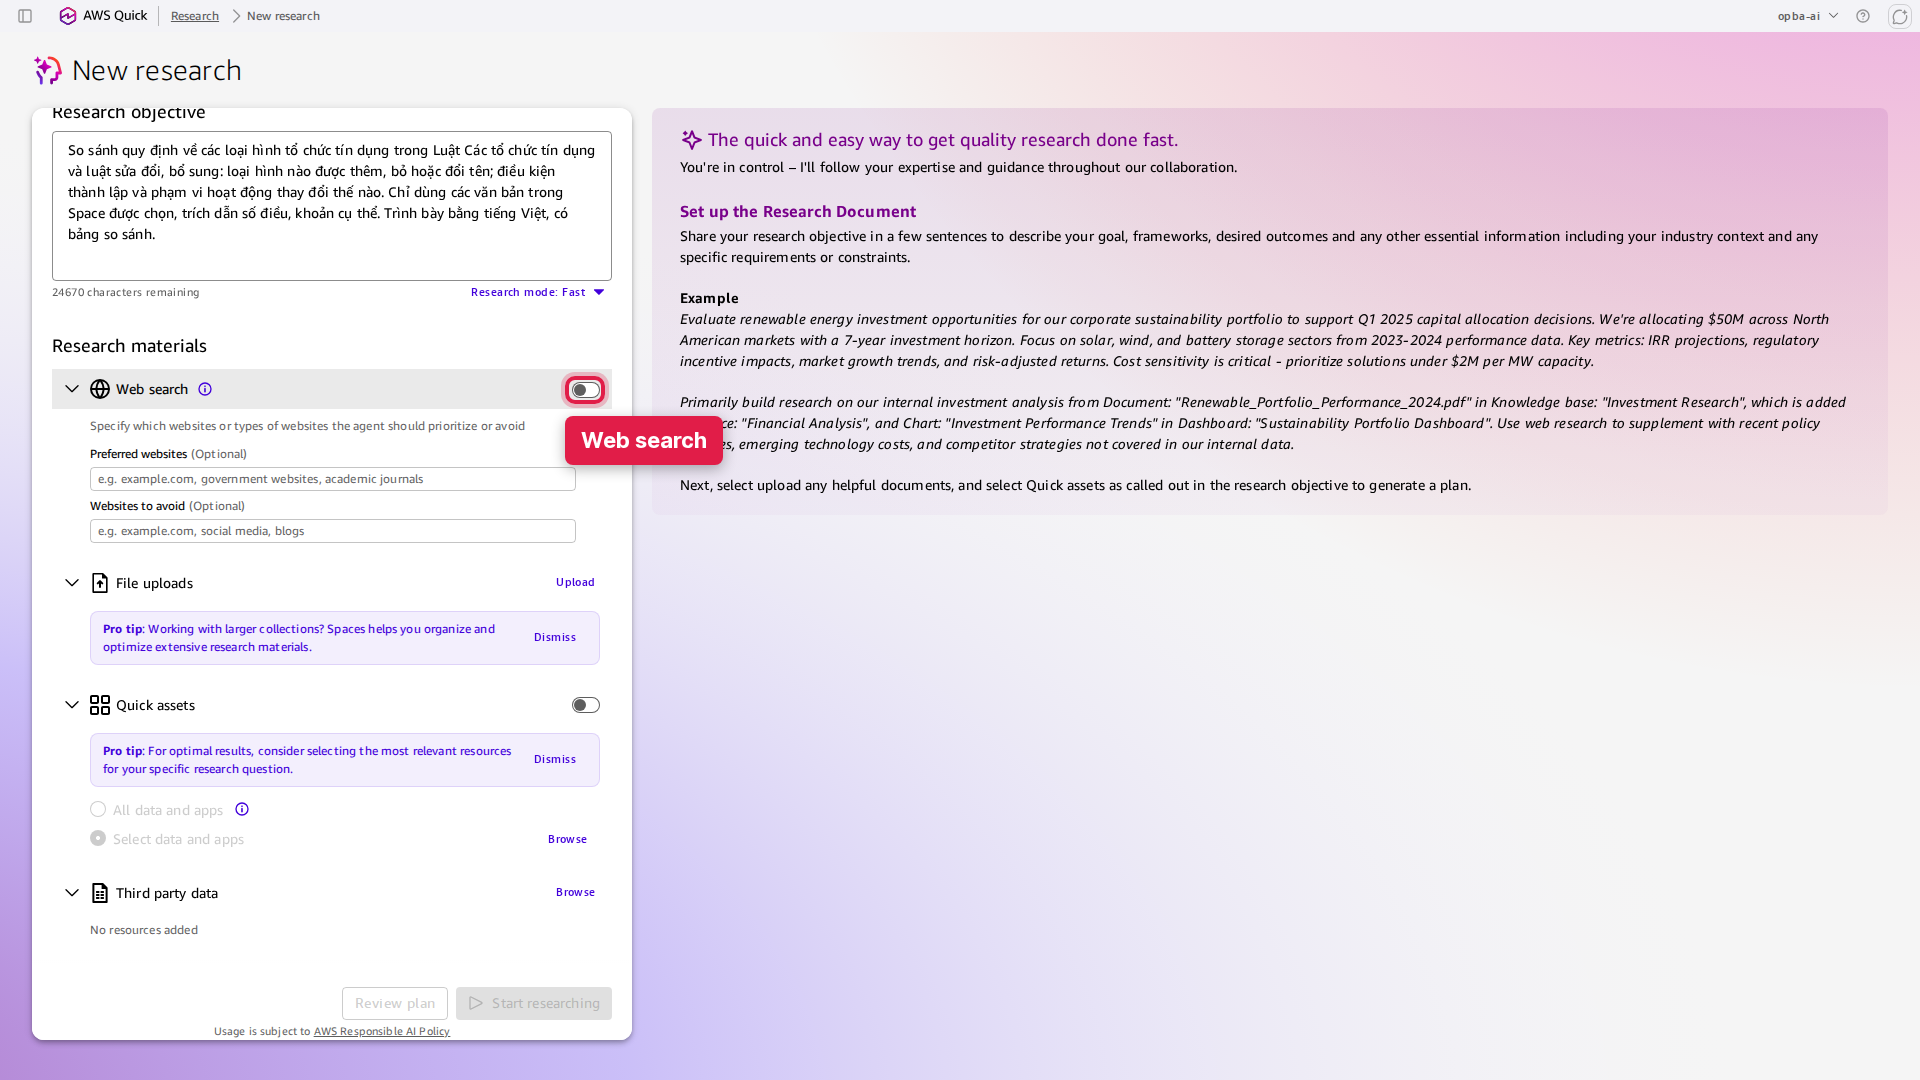 AWS Quick
Research
New research
opba-ai
New research
Research objective
So sánh quy định về các loại hình tổ chức tín dụng trong Luật Các tổ chức tín dụng
và luật sửa đổi, bổ sung: loại hình nào được thêm, bỏ hoặc đổi tên; điều kiện
thành lập và phạm vi hoạt động thay đổi thế nào. Chỉ dùng các văn bản trong
Space được chọn, trích dẫn số điều, khoản cụ thể. Trình bày bằng tiếng Việt, có
bảng so sánh.
24670 characters remaining
Research mode: Fast
Research materials
Web search
Web search
Specify which websites or types of websites the agent should prioritize or avoid
Preferred websites (Optional)
e.g. example.com, government websites, academic journals
Websites to avoid (Optional)
e.g. example.com, social media, blogs
File uploads
Upload
Pro tip: Working with larger collections? Spaces helps you organize and
optimize extensive research materials.
Dismiss
Quick assets
Pro tip: For optimal results, consider selecting the most relevant resources
for your specific research question.
Dismiss
All data and apps
Select data and apps
Browse
Third party data
Browse
No resources added
Review plan
Start researching
Usage is subject to AWS Responsible AI Policy
The quick and easy way to get quality research done fast.
You're in control – I'll follow your expertise and guidance throughout our collaboration.
Set up the Research Document
Share your research objective in a few sentences to describe your goal, frameworks, desired outcomes and any other essential information including your industry context and any
specific requirements or constraints.
Example
Evaluate renewable energy investment opportunities for our corporate sustainability portfolio to support Q1 2025 capital allocation decisions. We're allocating $50M across North
American markets with a 7-year investment horizon. Focus on solar, wind, and battery storage sectors from 2023-2024 performance data. Key metrics: IRR projections, regulatory
incentive impacts, market growth trends, and risk-adjusted returns. Cost sensitivity is critical - prioritize solutions under $2M per MW capacity.
Primarily build research on our internal investment analysis from Document: "Renewable_Portfolio_Performance_2024.pdf" in Knowledge base: "Investment Research", which is added
"Financial Analysis", and Chart: "Investment Performance Trends" in Dashboard: "Sustainability Portfolio Dashboard". Use web research to supplement with recent policy
emerging technology costs, and competitor strategies not covered in our internal data.
Next, select upload any helpful documents, and select Quick assets as called out in the research objective to generate a plan.